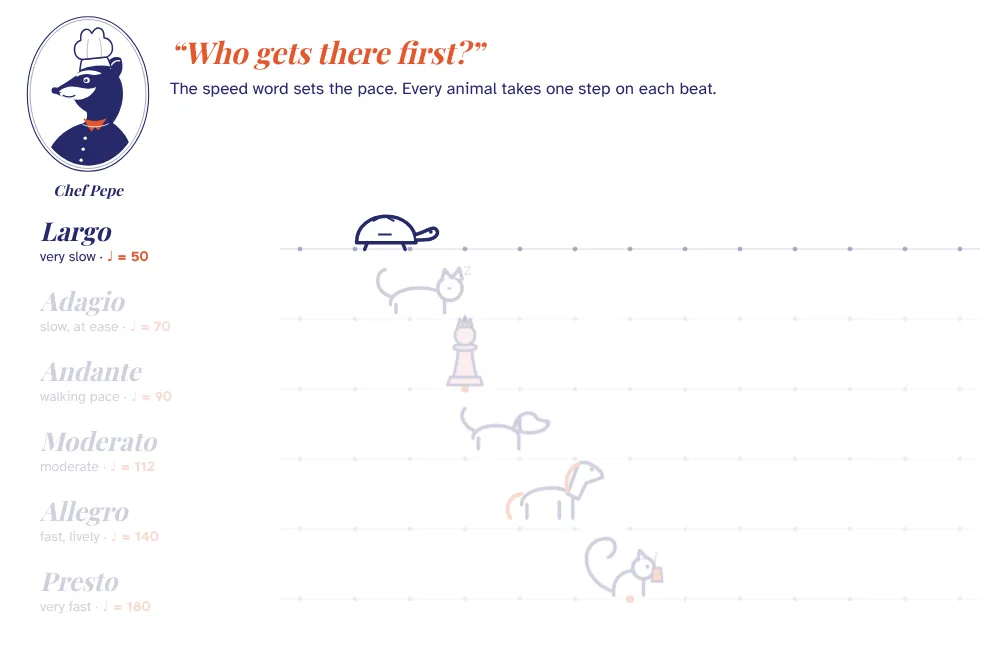 “Who gets there first?”
The speed word sets the pace. Every animal takes one step on each beat.
Chef Pepe
Largo
very slow · ♩ = 50
z
Adagio
slow, at ease · ♩ = 70
Andante
walking pace · ♩ = 90
Moderato
moderate · ♩ = 112
Allegro
fast, lively · ♩ = 140
Presto
very fast · ♩ = 180